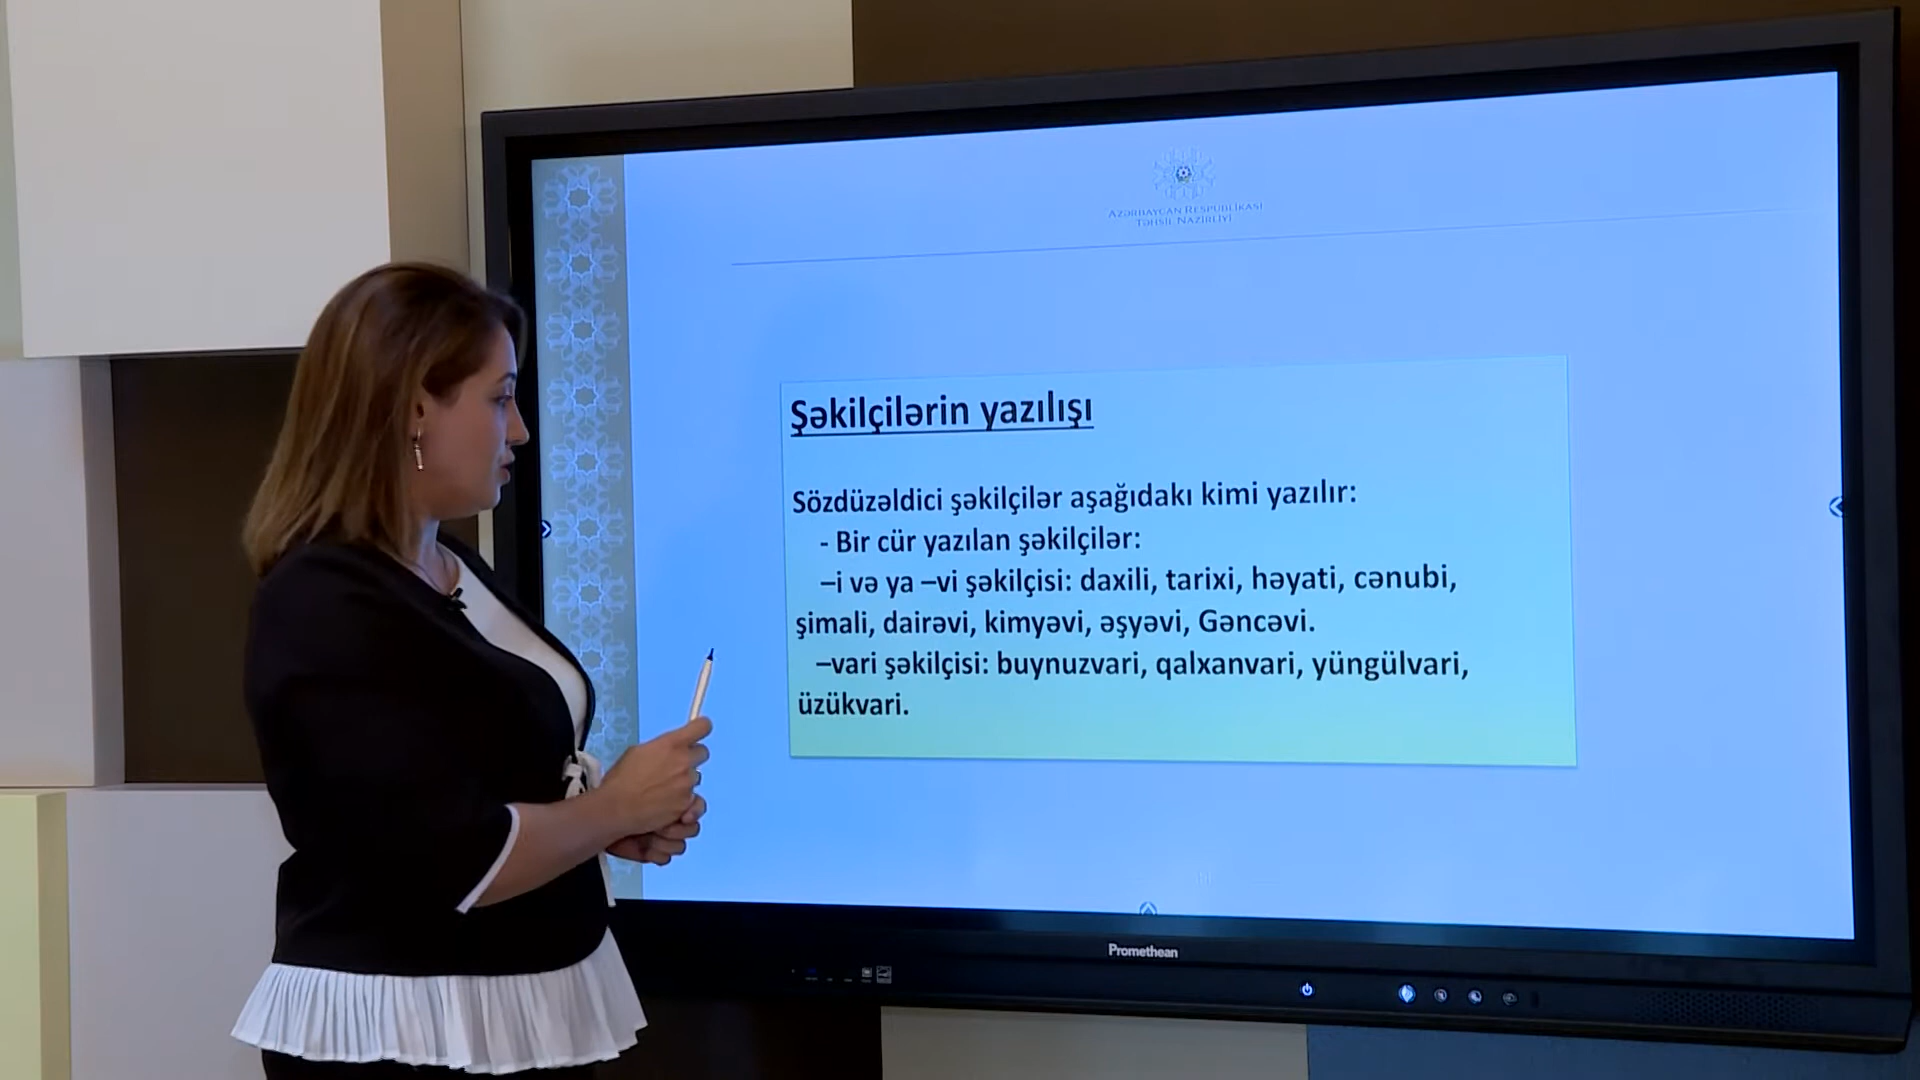 AZƏRBAYCAN RESPUBLİKASI
TƏHSİL NAZİRLİYİ
Şəkilçilərin yazılışı
Sözdüzəldici şəkilçilər aşağıdakı kimi yazılır:
- Bir cür yazılan şəkilçilər:
–i və ya –vi şəkilçisi: daxili, tarixi, həyati, cənubi,
şimali, dairəvi, kimyəvi, əşyəvi, Gəncəvi.
–vari şəkilçisi: buynuzvari, qalxanvari, yüngülvari,
üzükvari.
Promethean